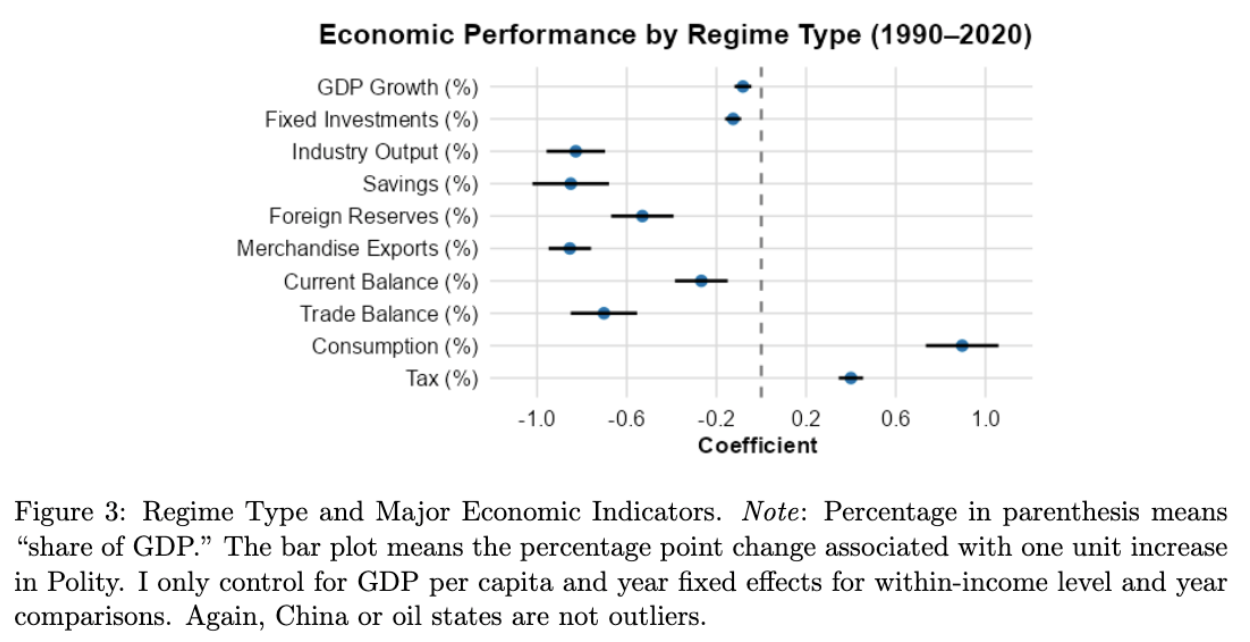 Economic Performance by Regime Type (1990–2020)
GDP Growth (%)
Fixed Investments (%)
Industry Output (%)
Savings (%)
Foreign Reserves (%)
Merchandise Exports (%)
Current Balance (%)
Trade Balance (%)
Consumption (%)
Tax (%)
-1.0 -0.6 -0.2 0.2 0.6 1.0
Coefficient
Figure 3: Regime Type and Major Economic Indicators. Note: Percentage in parenthesis means
“share of GDP.” The bar plot means the percentage point change associated with one unit increase
in Polity. I only control for GDP per capita and year fixed effects for within-income level and year
comparisons. Again, China or oil states are not outliers.